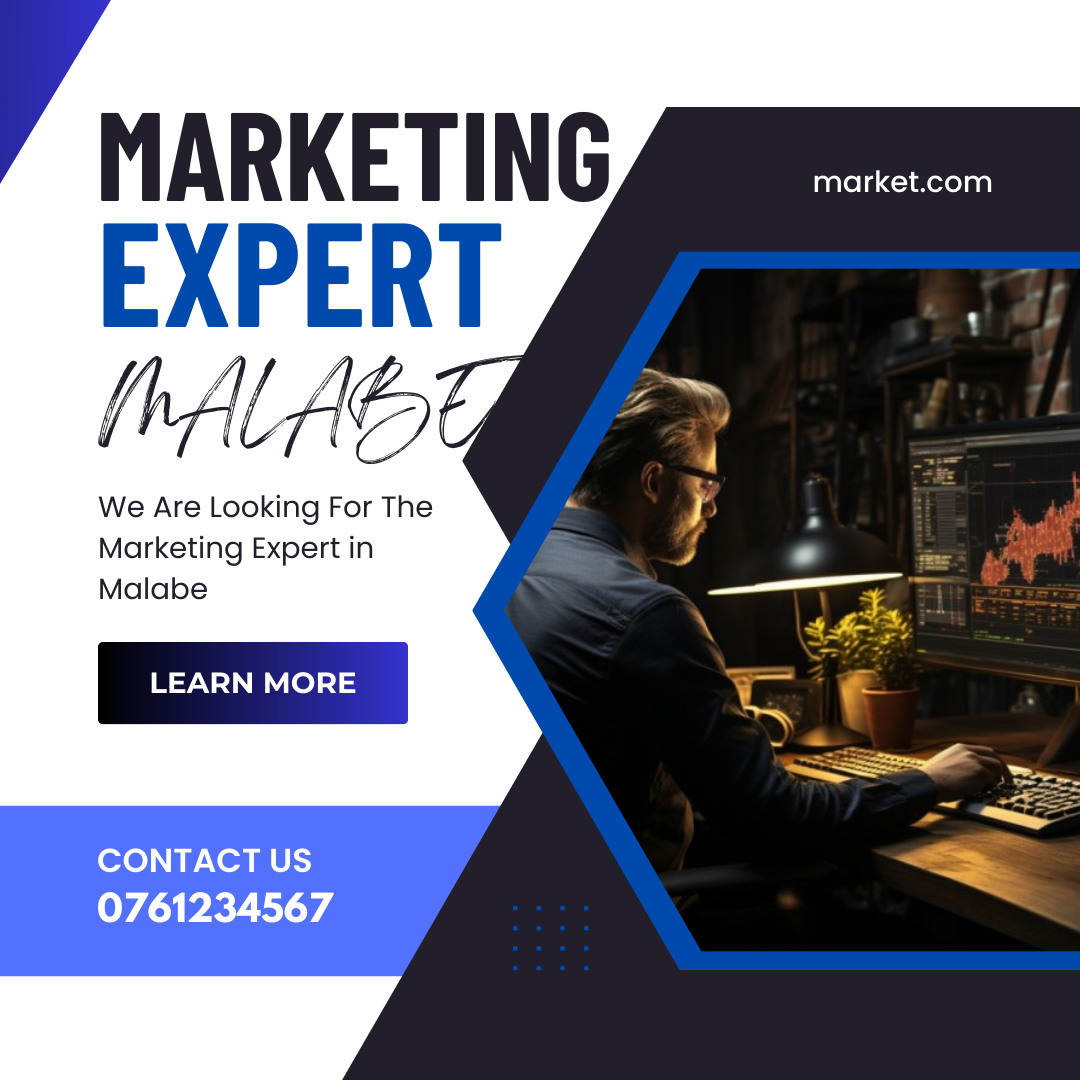 MARKETING
EXPERT
MALABE
We Are Looking For The
Marketing Expert in
Malabe
LEARN MORE
CONTACT US
0761234567
market.com